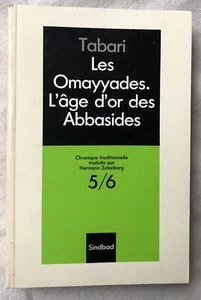 Tabari
Les
Omayyades.
L'âge d'or des
Abbasides
Chronique traditionnelle
traduite par
Hermann Zotenberg
5/6
Sindbad